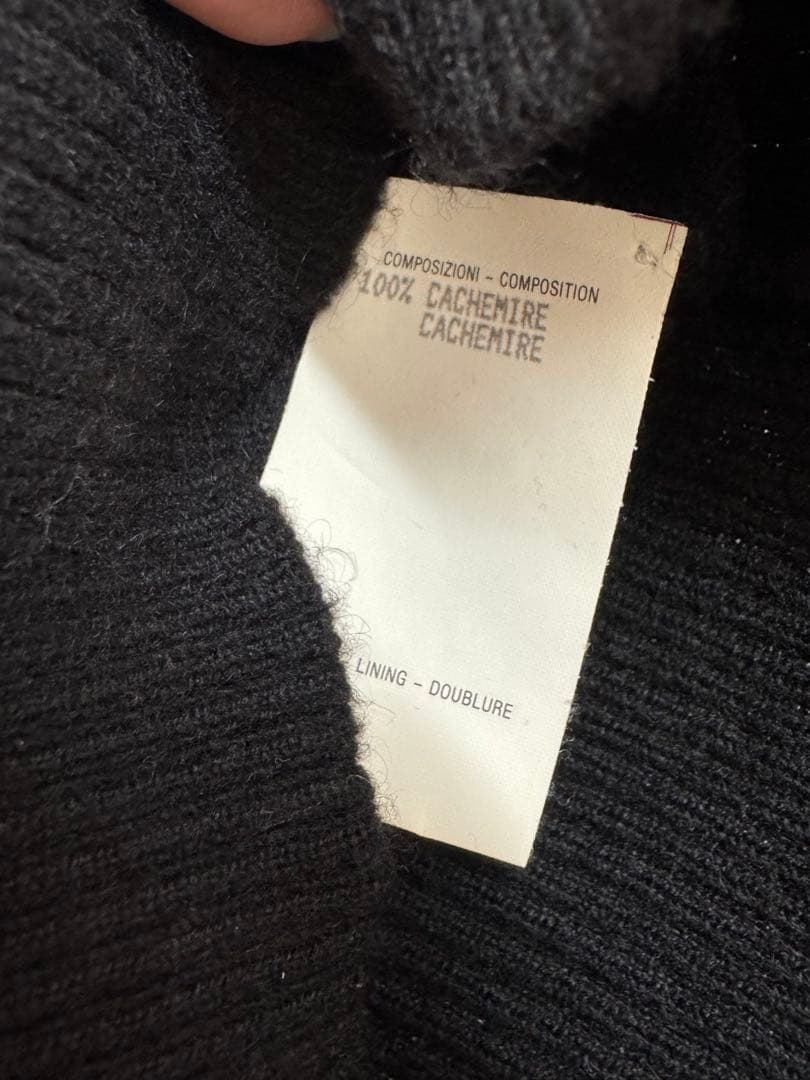 COMPOSIZIONI - COMPOSITION
100% CACHEMIRE
CACHEMIRE
LINING - DOUBLURE